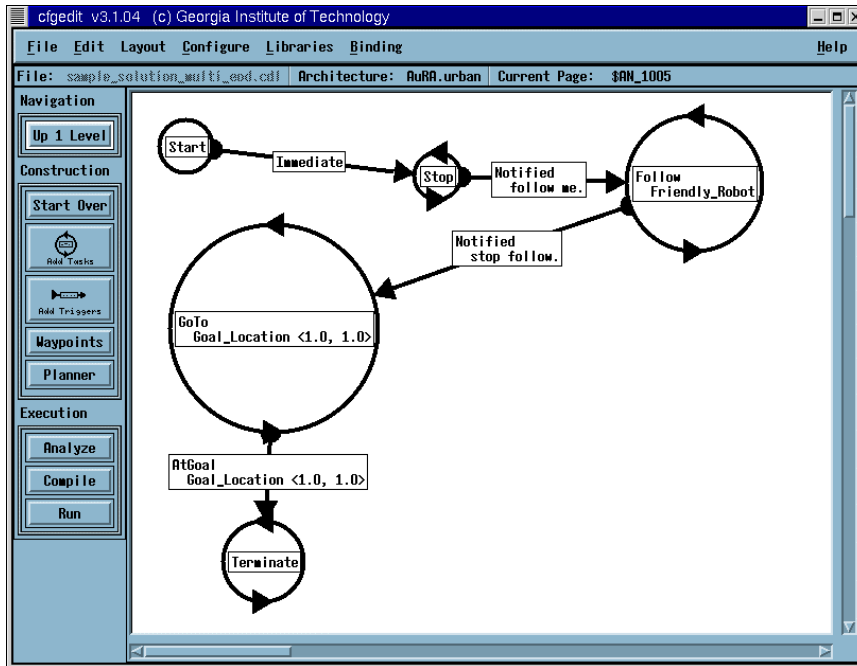 cfgedit v3.1.04 (c) Georgia Institute of Technology
File Edit Layout Configure Libraries Binding Help
File: sample_solution_multi_eod.cdl Architecture: AuRA.urban Current Page: $AN_1005
Navigation
Up 1 Level
Construction
Start Over
Add Tasks
Add Triggers
Waypoints
Planner
Execution
Analyze
Compile
Run
Start
Immediate
Stop
Notified
follow me.
Follow
Friendly_Robot
Notified
stop follow.
GoTo
Goal_Location <1.0, 1.0>
AtGoal
Goal_Location <1.0, 1.0>
Terminate